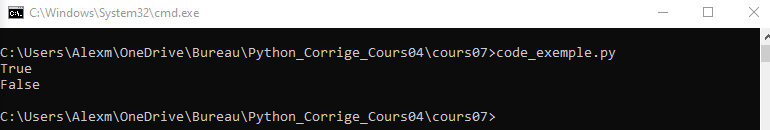 C:\Windows\System32\cmd.exe
C:\Users\Alexm\OneDrive\Bureau\Python_Corrige_Cours04\cours07>code_exemple.py
True
False
C:\Users\Alexm\OneDrive\Bureau\Python_Corrige_Cours04\cours07>